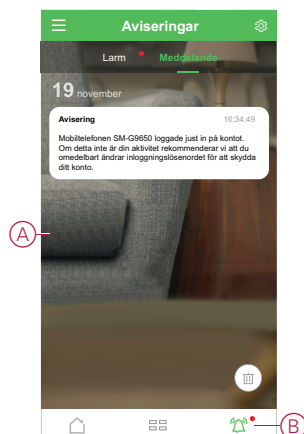 Aviseringar
Larm Meddelande
19 november
Avisering 16:34:49
Mobiltelefonen SM-G9650 loggade just in på kontot.
Om detta inte är din aktivitet rekommenderar vi att du
omedelbart ändrar inloggningslösenordet för att skydda
ditt konto.
A
B